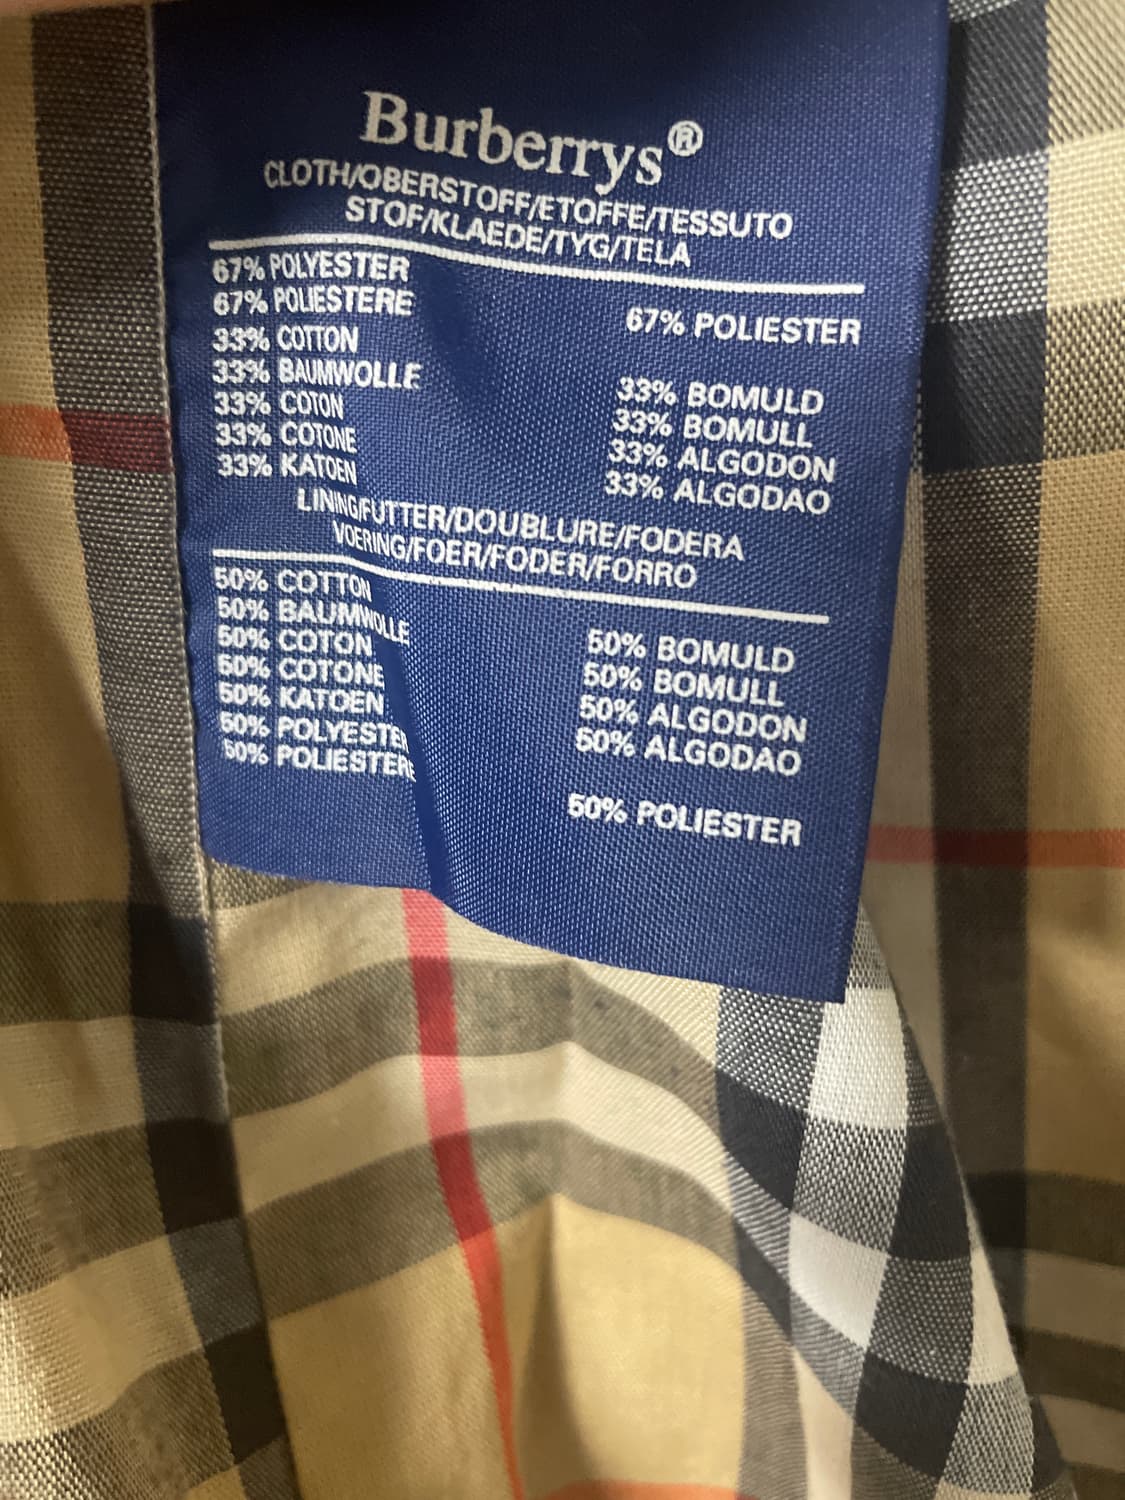 Burberrys®
CLOTH/OBERSTOFF/ETOFFE/TESSUTO
STOF/KLAEDE/TYG/TELA
67% POLYESTER
67% POLIESTERE
67% POLIESTER
33% COTTON
33% BAUMWOLLE
33% COTON
33% COTONE
33% KATOEN
33% BOMULD
33% BOMULL
33% ALGODON
33% ALGODAO
LINING/FUTTER/DOUBLURE/FODERA
VOERING/FOER/FODER/FORRO
50% COTTON
50% BAUMWOLLE
50% COTON
50% COTONE
50% KATOEN
50% POLYESTER
50% POLIESTERE
50% BOMULD
50% BOMULL
50% ALGODON
50% ALGODAO
50% POLIESTER